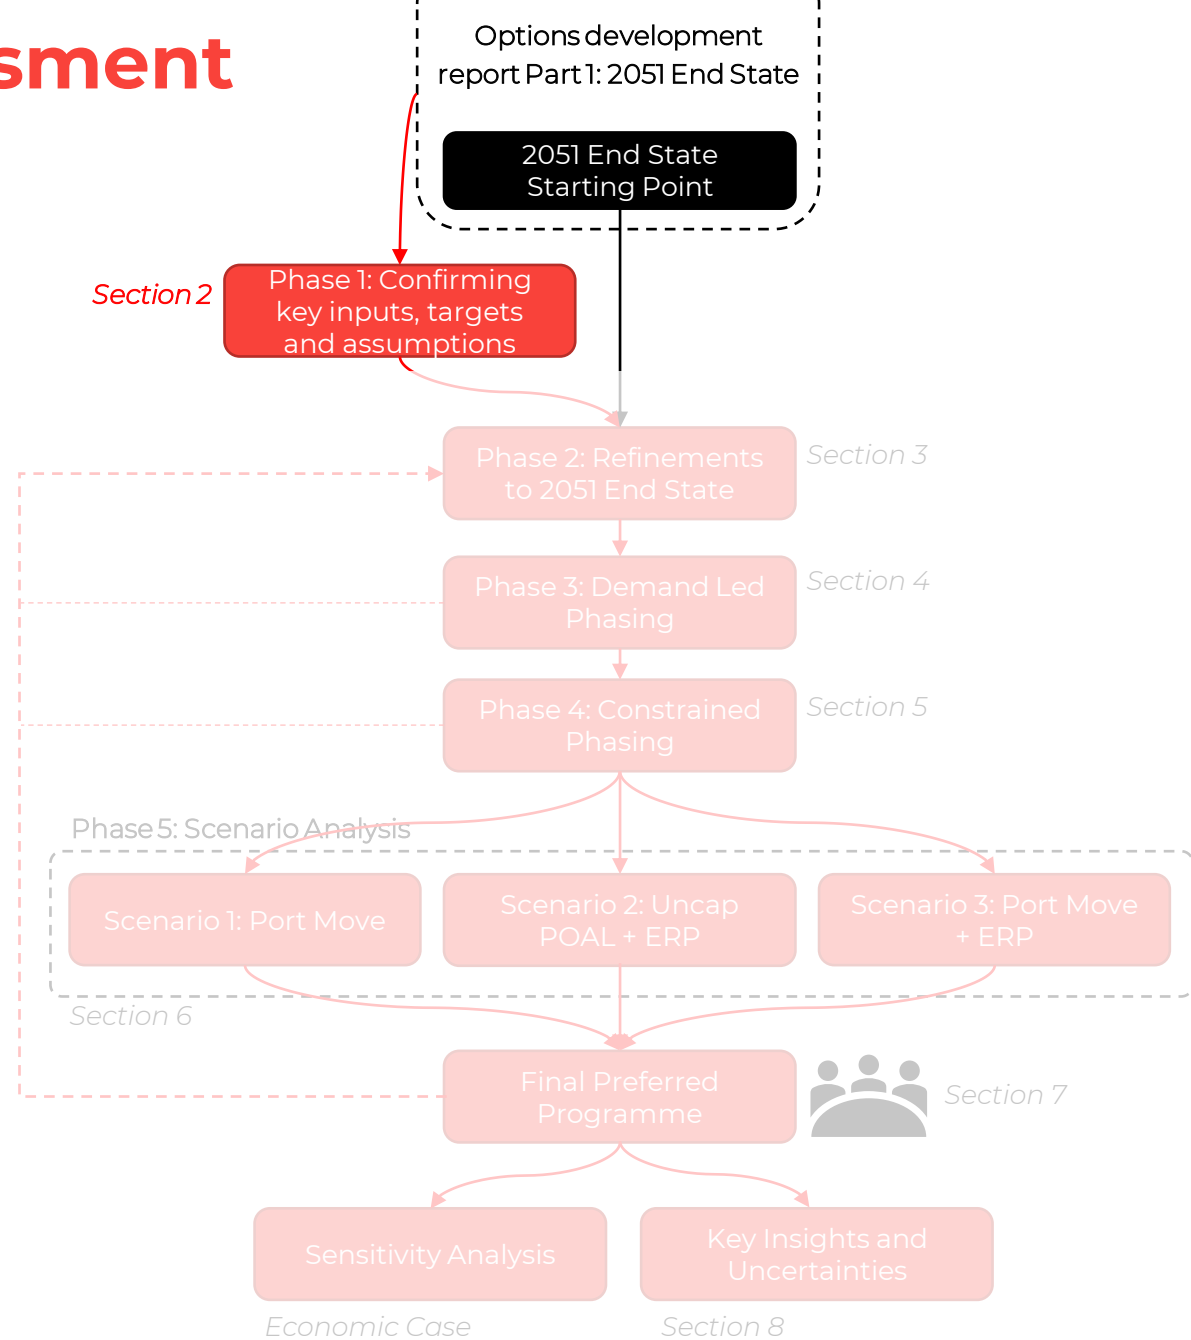 sment
Options development
report Part 1: 2051 End State
2051 End State
Starting Point
Section 2
Phase 1: Confirming
key inputs, targets
and assumptions
Phase 2: Refinements
to 2051 End State
Section 3
Phase 3: Demand Led
Phasing
Section 4
Phase 4: Constrained
Phasing
Section 5
Phase 5: Scenario Analysis
Scenario 1: Port Move
Scenario 2: Uncap
POAL + ERP
Scenario 3: Port Move
+ ERP
Section 6
Final Preferred
Programme
Section 7
Sensitivity Analysis
Key Insights and
Uncertainties
Economic Case
Section 8